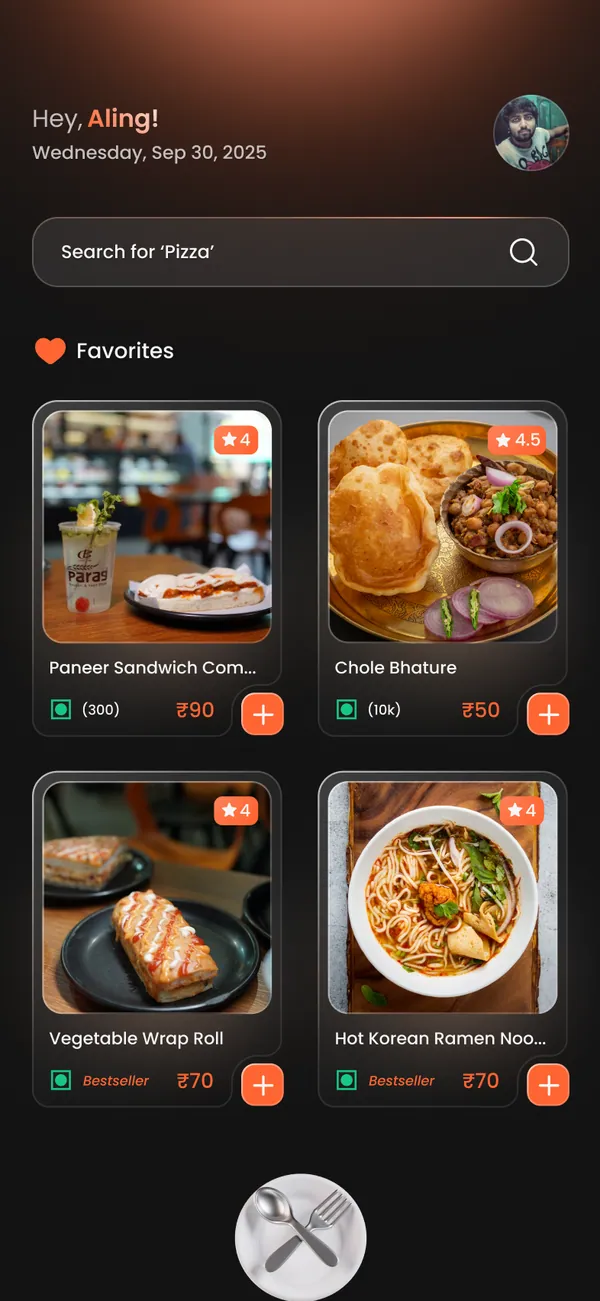 Hey, Aling!
Wednesday, Sep 30, 2025
Search for ‘Pizza’
Favorites
4
4.5
Paras
Paneer Sandwich Com...
Chole Bhature
(300)
₹90
(10k)
₹50
4
4
Vegetable Wrap Roll
Hot Korean Ramen Noo...
Bestseller
₹70
Bestseller
₹70